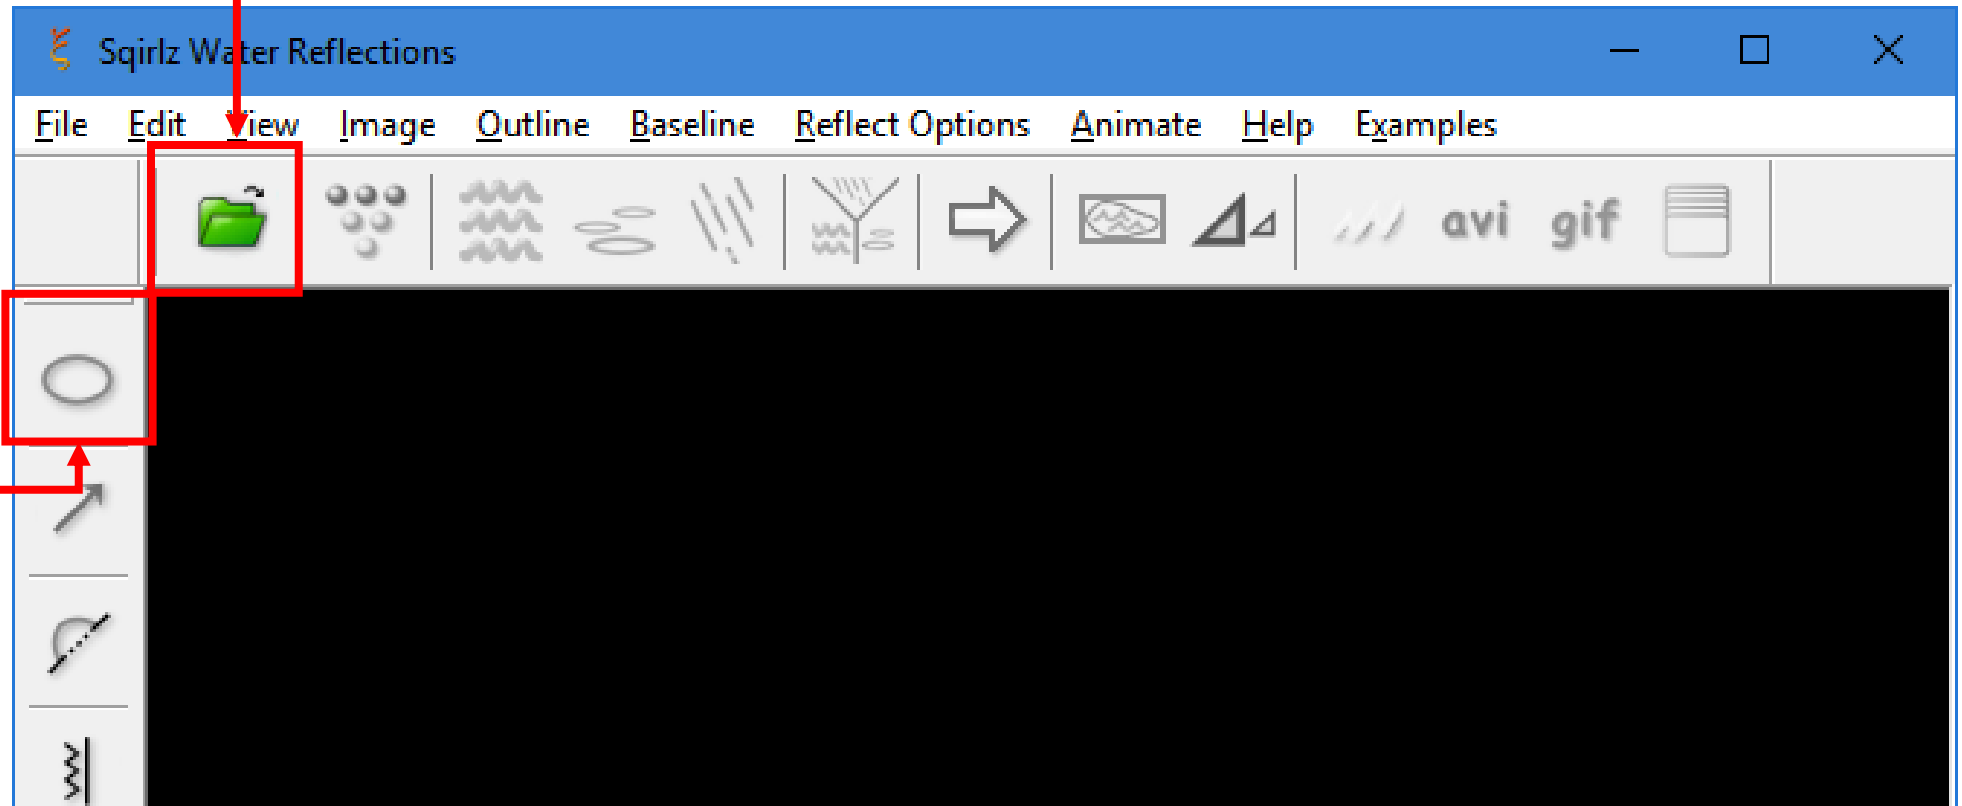 Sqirlz Water Reflections
File Edit View Image Outline Baseline Reflect Options Animate Help Examples
avi gif